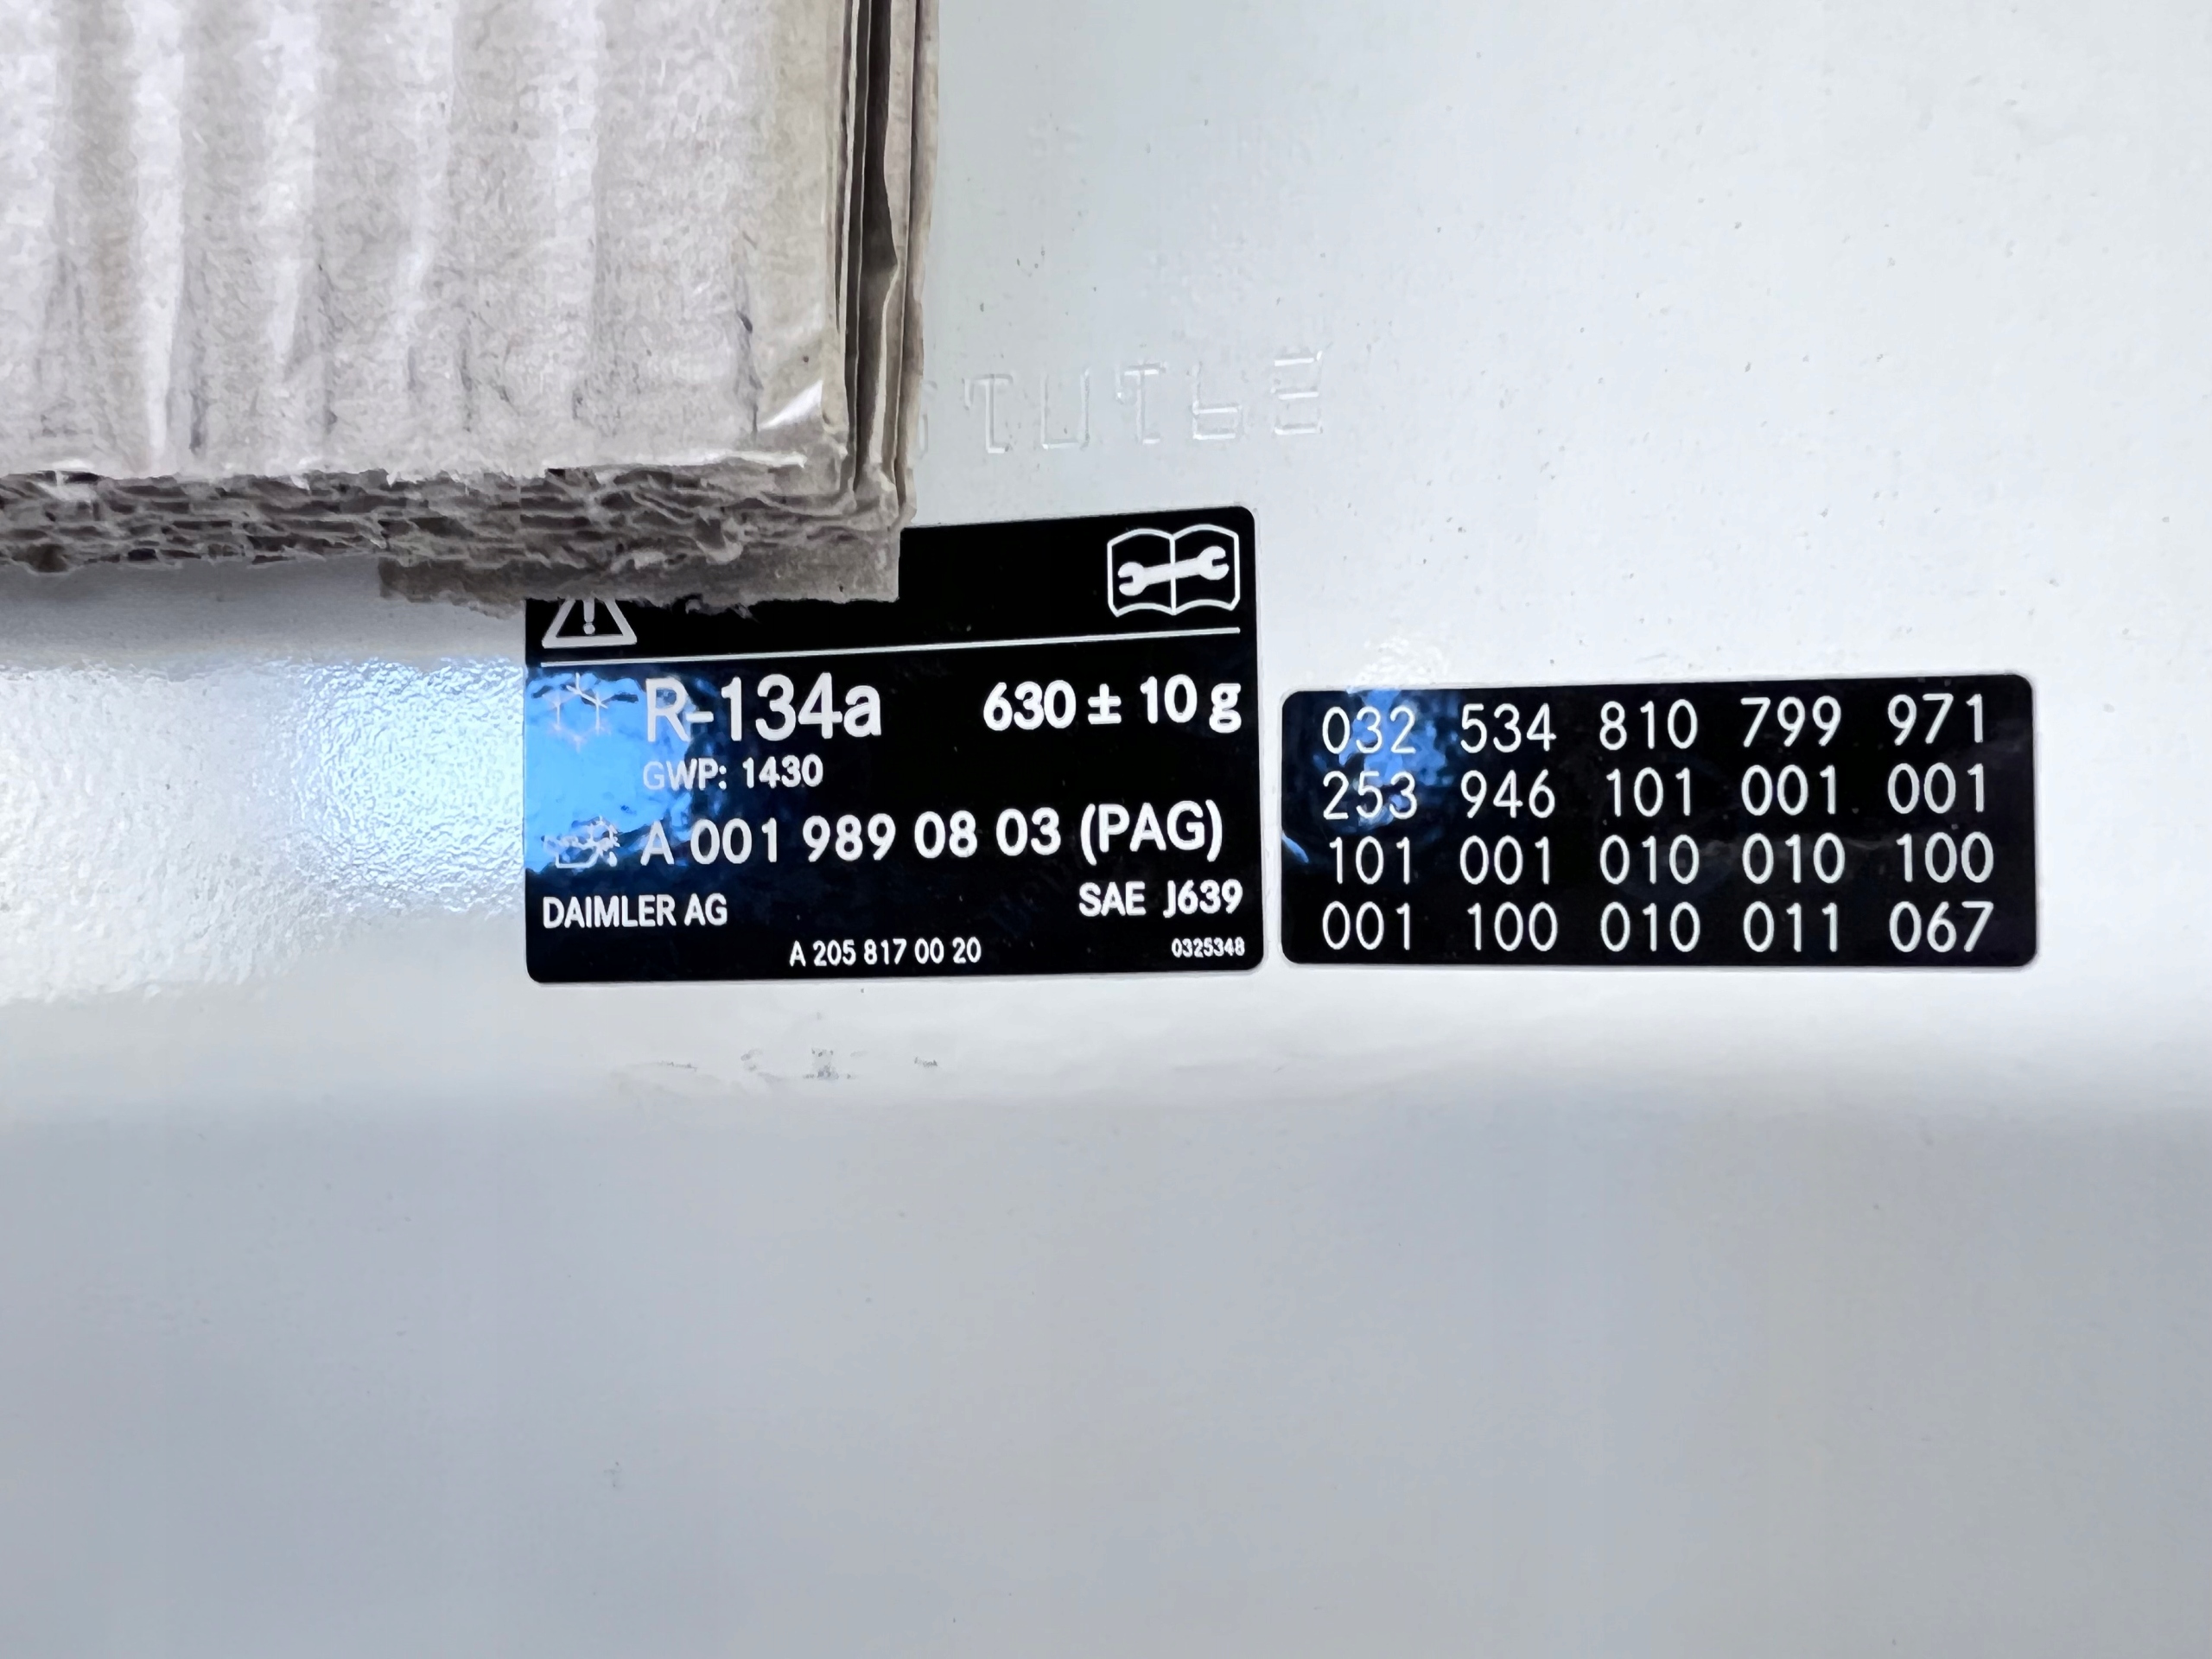 R-134a 630 ± 10 g
GWP: 1430
A 001 989 08 03 (PAG)
DAIMLER AG SAE J639
A 205 817 00 20 0325348
032 534 810 799 971
253 946 101 001 001
101 001 010 010 100
001 100 010 011 067